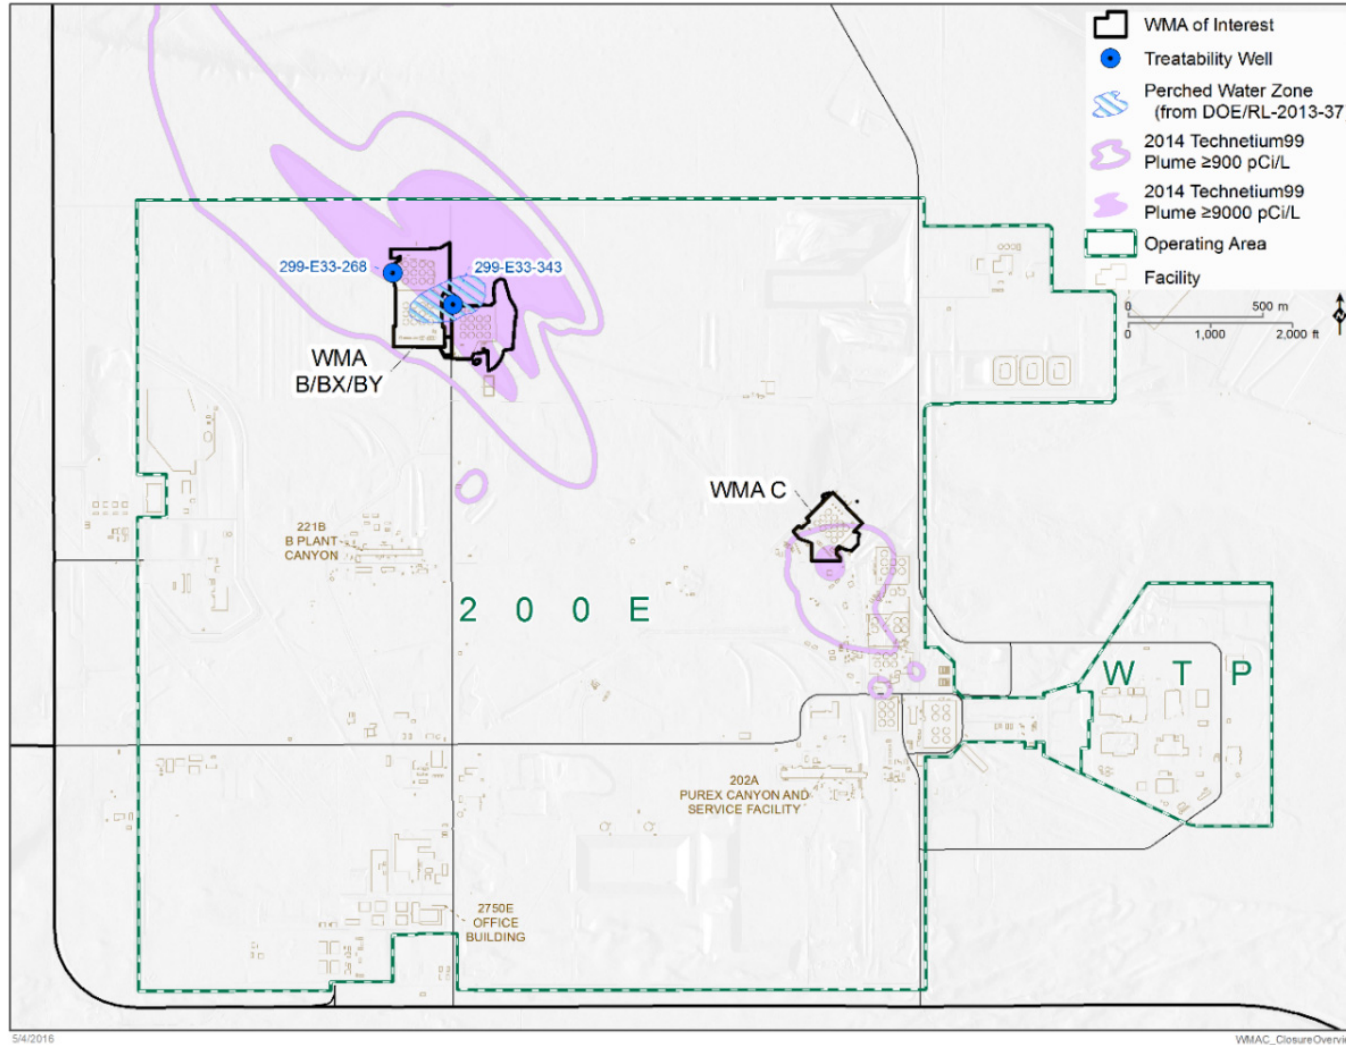 WMA of Interest
Treatability Well
Perched Water Zone
(from DOE/RL-2013-37)
2014 Technetium99
Plume ≥900 pCi/L
2014 Technetium99
Plume ≥9000 pCi/L
Operating Area
Facility
0 500 m
0 1,000 2,000 ft
N
299-E33-268
299-E33-343
WMA
B/BX/BY
WMA C
221B
B PLANT
CANYON
2 0 0 E
W T P
202A
PUREX CANYON AND
SERVICE FACILITY
2750E
OFFICE
BUILDING
5/4/2016
WMAC_ClosureOvervie